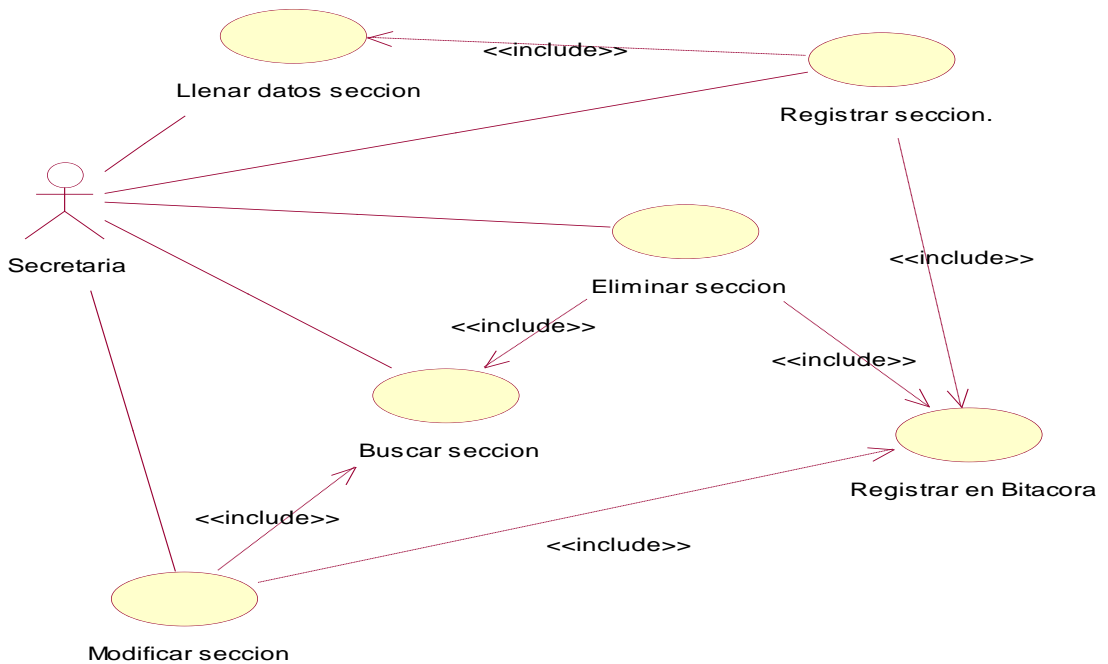 <<include>>
Llenar datos seccion
Registrar seccion.
Secretaria
<<include>>
Eliminar seccion
<<include>>
<<include>>
Buscar seccion
Registrar en Bitacora
<<include>>
<<include>>
Modificar seccion